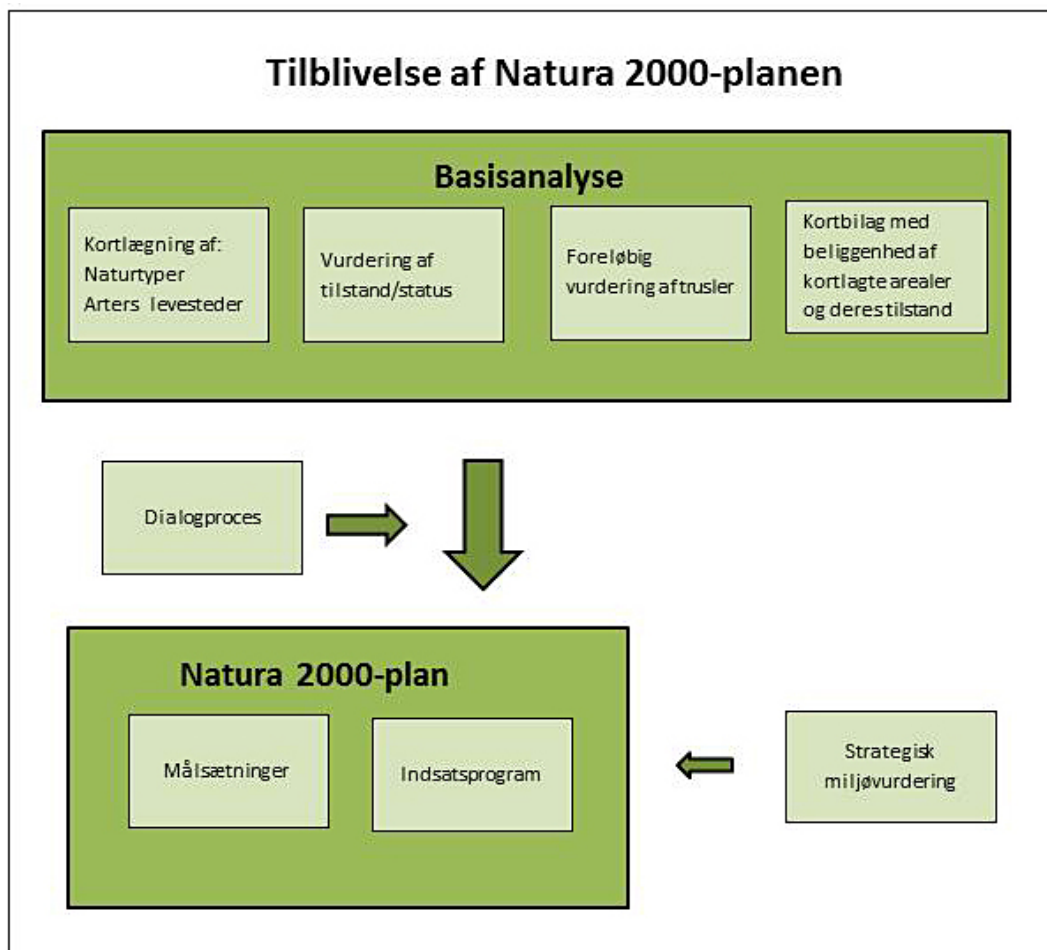 Tilblivelse af Natura 2000-planen
Basisanalyse
Kortlægning af:
Naturtyper
Arters levesteder
Vurdering af
tilstand/status
Foreløbig
vurdering af trusler
Kortbilag med
beliggenhed af
kortlagte arealer
og deres tilstand
Dialogproces
Natura 2000-plan
Målsætninger
Indsatsprogram
Strategisk
miljøvurdering